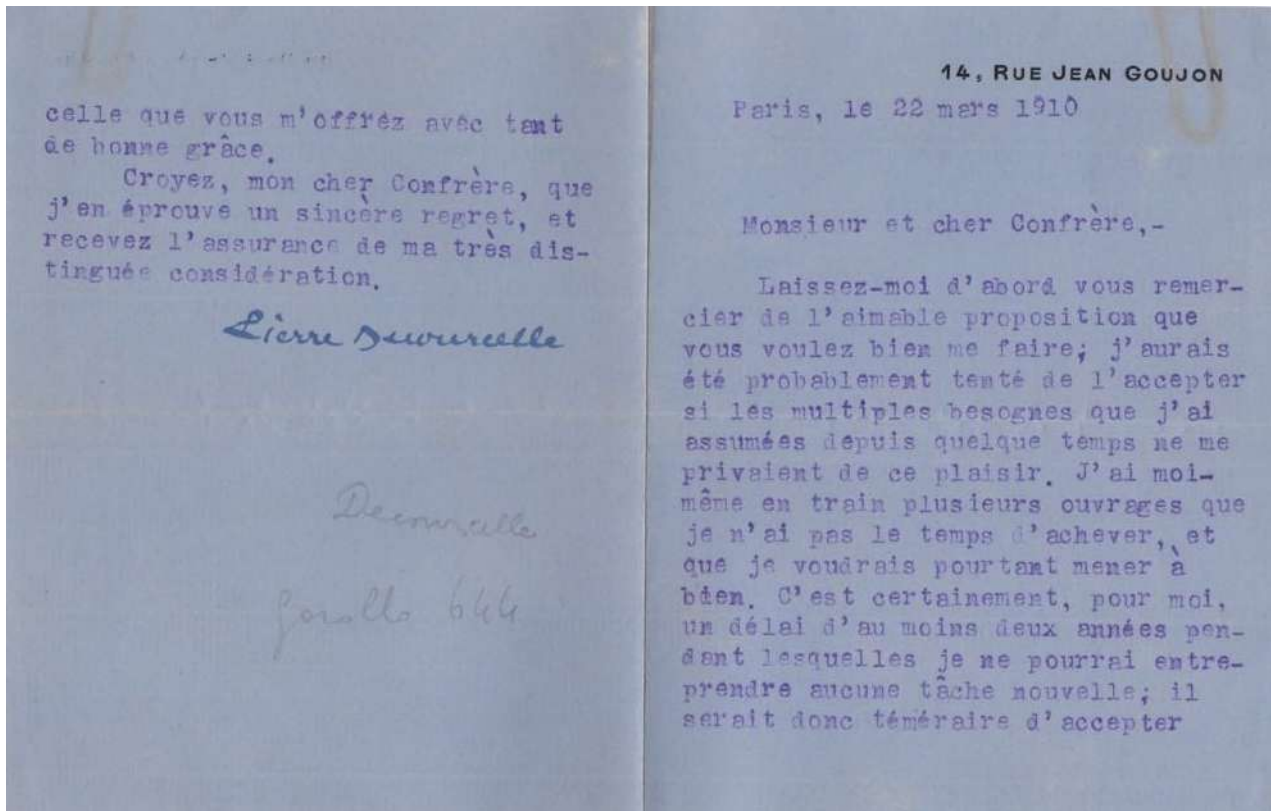 14, RUE JEAN GOUJON
Paris, le 22 mars 1910
Monsieur et cher Confrère,-
Laissez-moi d'abord vous remer-
cier de l'aimable proposition que
vous voulez bien me faire; j'aurais
été probablement tenté de l'accepter
si les multiples besognes que j'ai
assumées depuis quelque temps ne me
privaient de ce plaisir. J'ai moi-
même en train plusieurs ouvrages que
je n'ai pas le temps d'achever, et
que je voudrais pourtant mener à
bien. C'est certainement, pour moi,
un délai d'au moins deux années pen-
dant lesquelles je ne pourrai entre-
prendre aucune tâche nouvelle; il
serait donc téméraire d'accepter
celle que vous m'offrez avec tant
de bonne grâce.
Croyez, mon cher Confrère, que
j'en éprouve un sincère regret, et
recevez l'assurance de ma très dis-
tinguée considération.
Pierre Decourcelle
Decourcelle
644